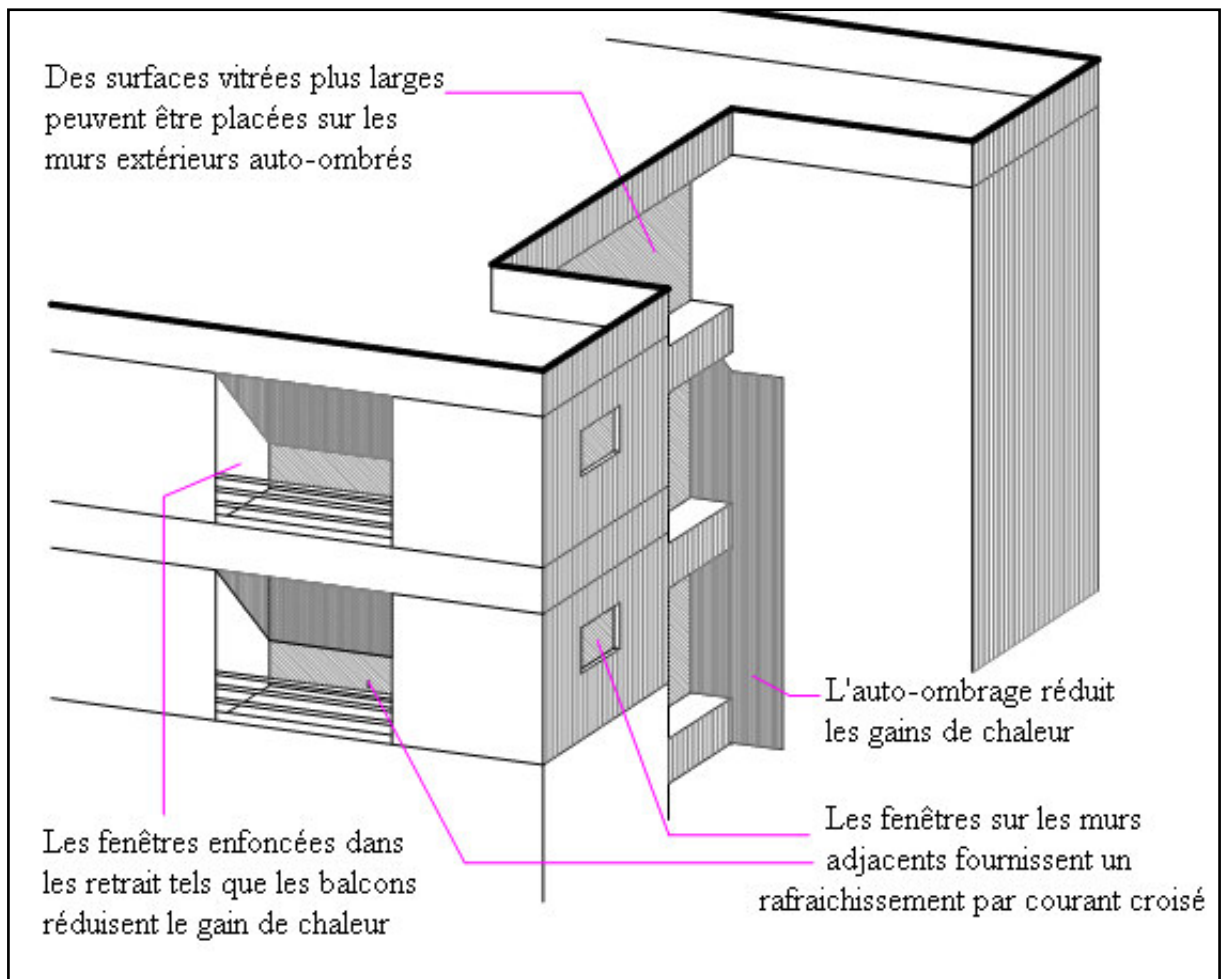 Des surfaces vitrées plus larges
peuvent être placées sur les
murs extérieurs auto-ombrés
L'auto-ombrage réduit
les gains de chaleur
Les fenêtres enfoncées dans
les retrait tels que les balcons
réduisent le gain de chaleur
Les fenêtres sur les murs
adjacents fournissent un
rafraichissement par courant croisé